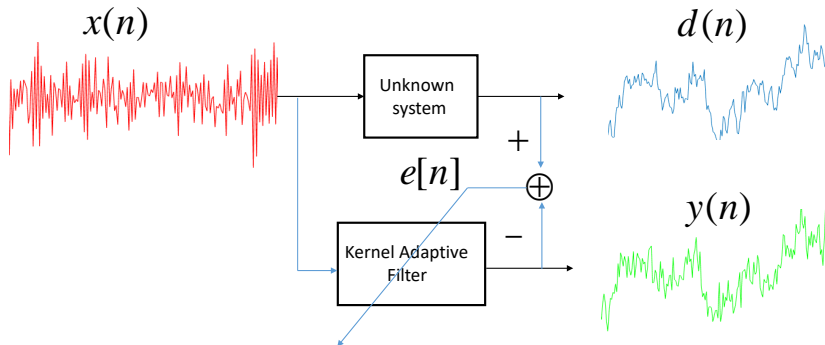 x(n)
d(n)
Unknown
system
+
e[n]
y(n)
−
Kernel Adaptive
Filter